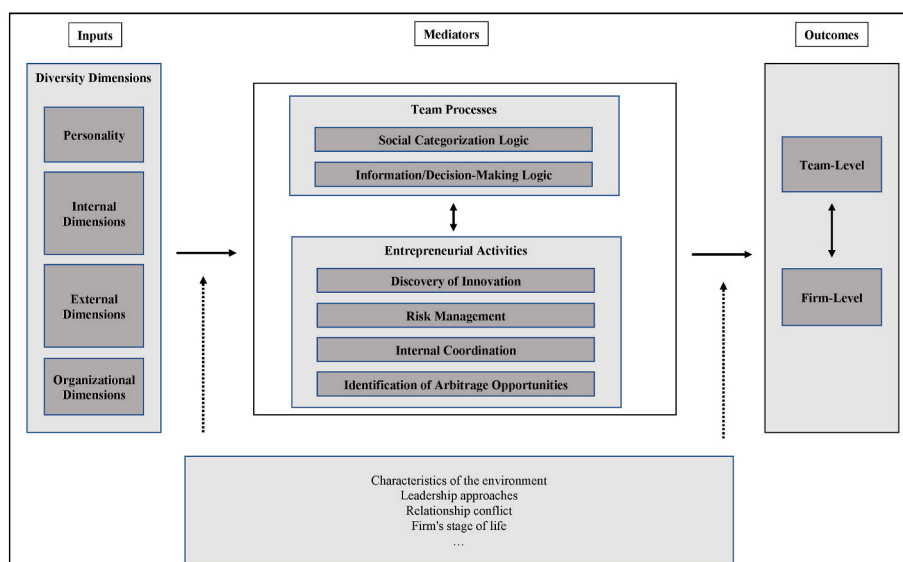 Inputs
Mediators
Outcomes
Diversity Dimensions
Personality
Internal
Dimensions
External
Dimensions
Organizational
Dimensions
Team Processes
Social Categorization Logic
Information/Decision-Making Logic
Entrepreneurial Activities
Discovery of Innovation
Risk Management
Internal Coordination
Identification of Arbitrage Opportunities
Team-Level
Firm-Level
Characteristics of the environment
Leadership approaches
Relationship conflict
Firm's stage of life
…